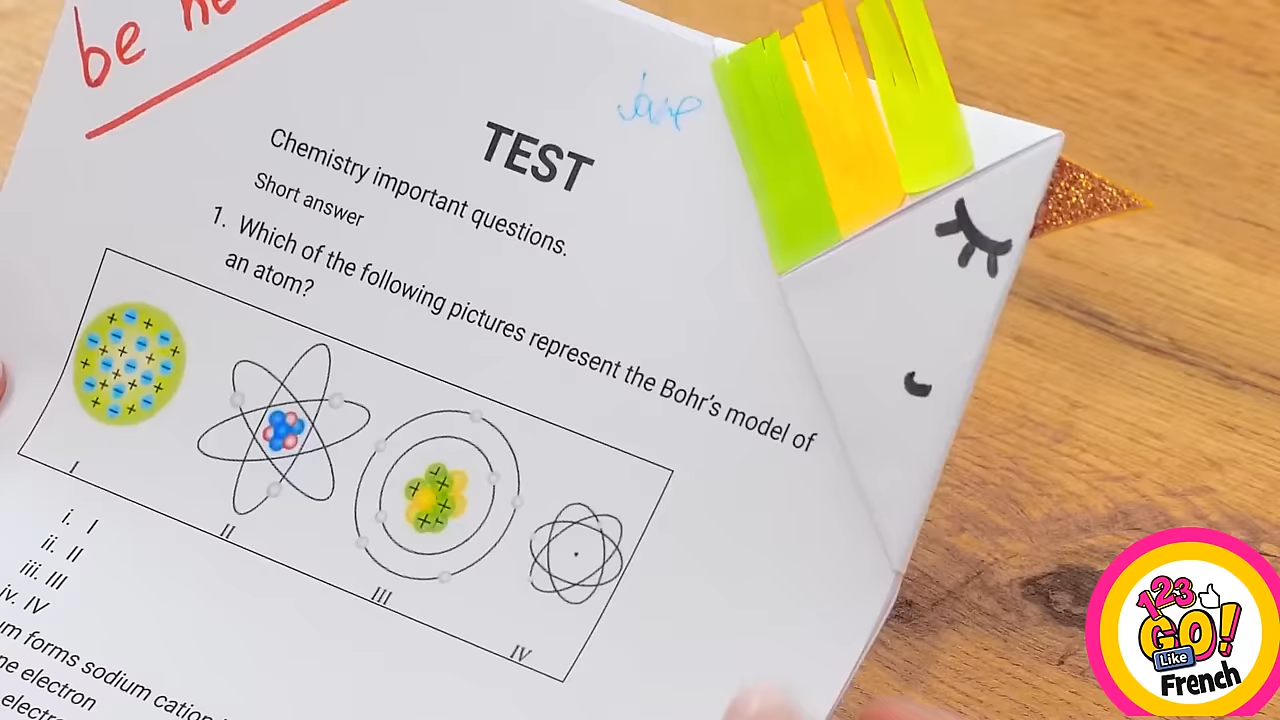 be
Jane
TEST
Chemistry important questions.
Short answer
1. Which of the following pictures represent the Bohr's model of
an atom?
I
II
III
IV
i. I
ii. II
iii. III
iv. IV
um forms sodium cation
ne electron
electro
123
GO!
Like
French